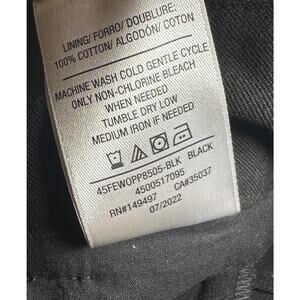 LINING/ FORRO/ DOUBLURE:
100% COTTON/ ALGODÓN/ COTON
MACHINE WASH COLD GENTLE CYCLE
ONLY NON-CHLORINE BLEACH
WHEN NEEDED
TUMBLE DRY LOW
MEDIUM IRON IF NEEDED
45FEWOPP8505-BLK BLACK
4500517095
RN#149497 CA#35037
07/2022